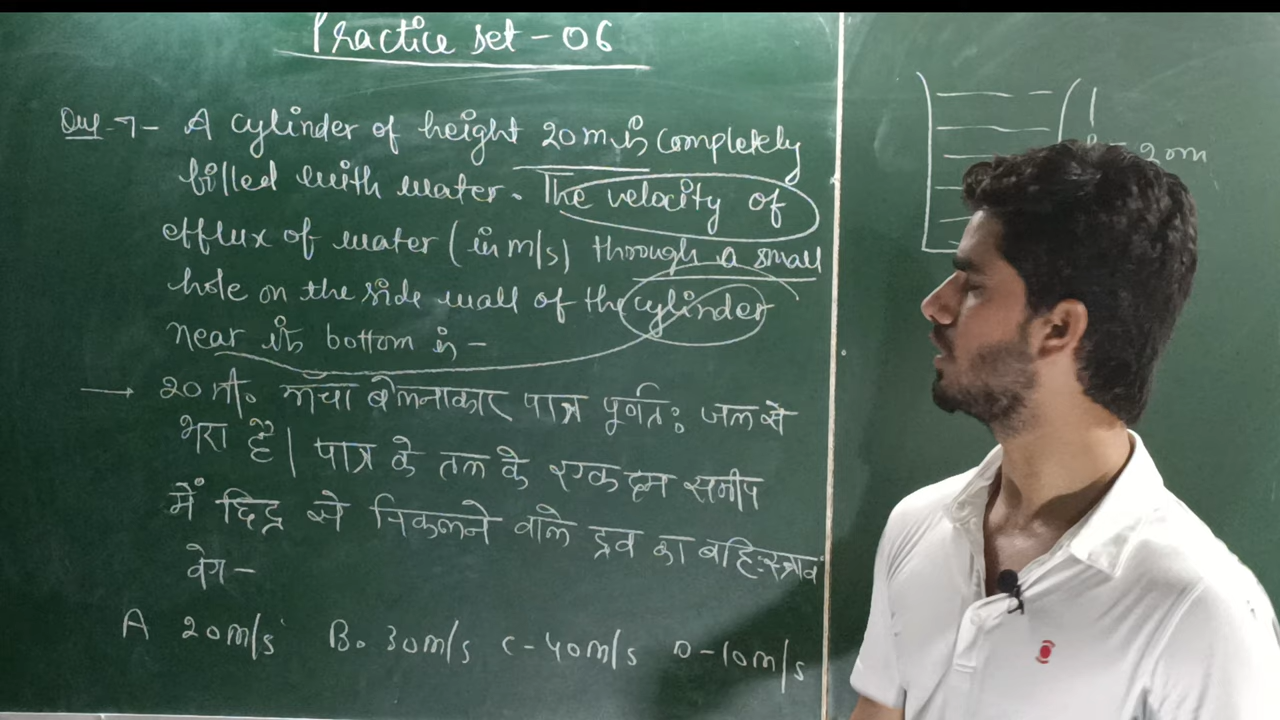 Practice set - 06
Que-7- A cylinder of height 20m is completely
filled with water. The velocity of
efflux of water (in m/s) through a small
hole on the side wall of the cylinder
near its bottom is -
→ 20 मी० ऊँचा बेलनाकार पात्र पूर्णतः जल से
भरा है। पात्र के तल के एकदम समीप
में छिद्र से निकलने वाले द्रव का बहिःस्त्राव
वेग-
A 20m/s B. 30m/s C-40m/s D-10m/s
= 20m